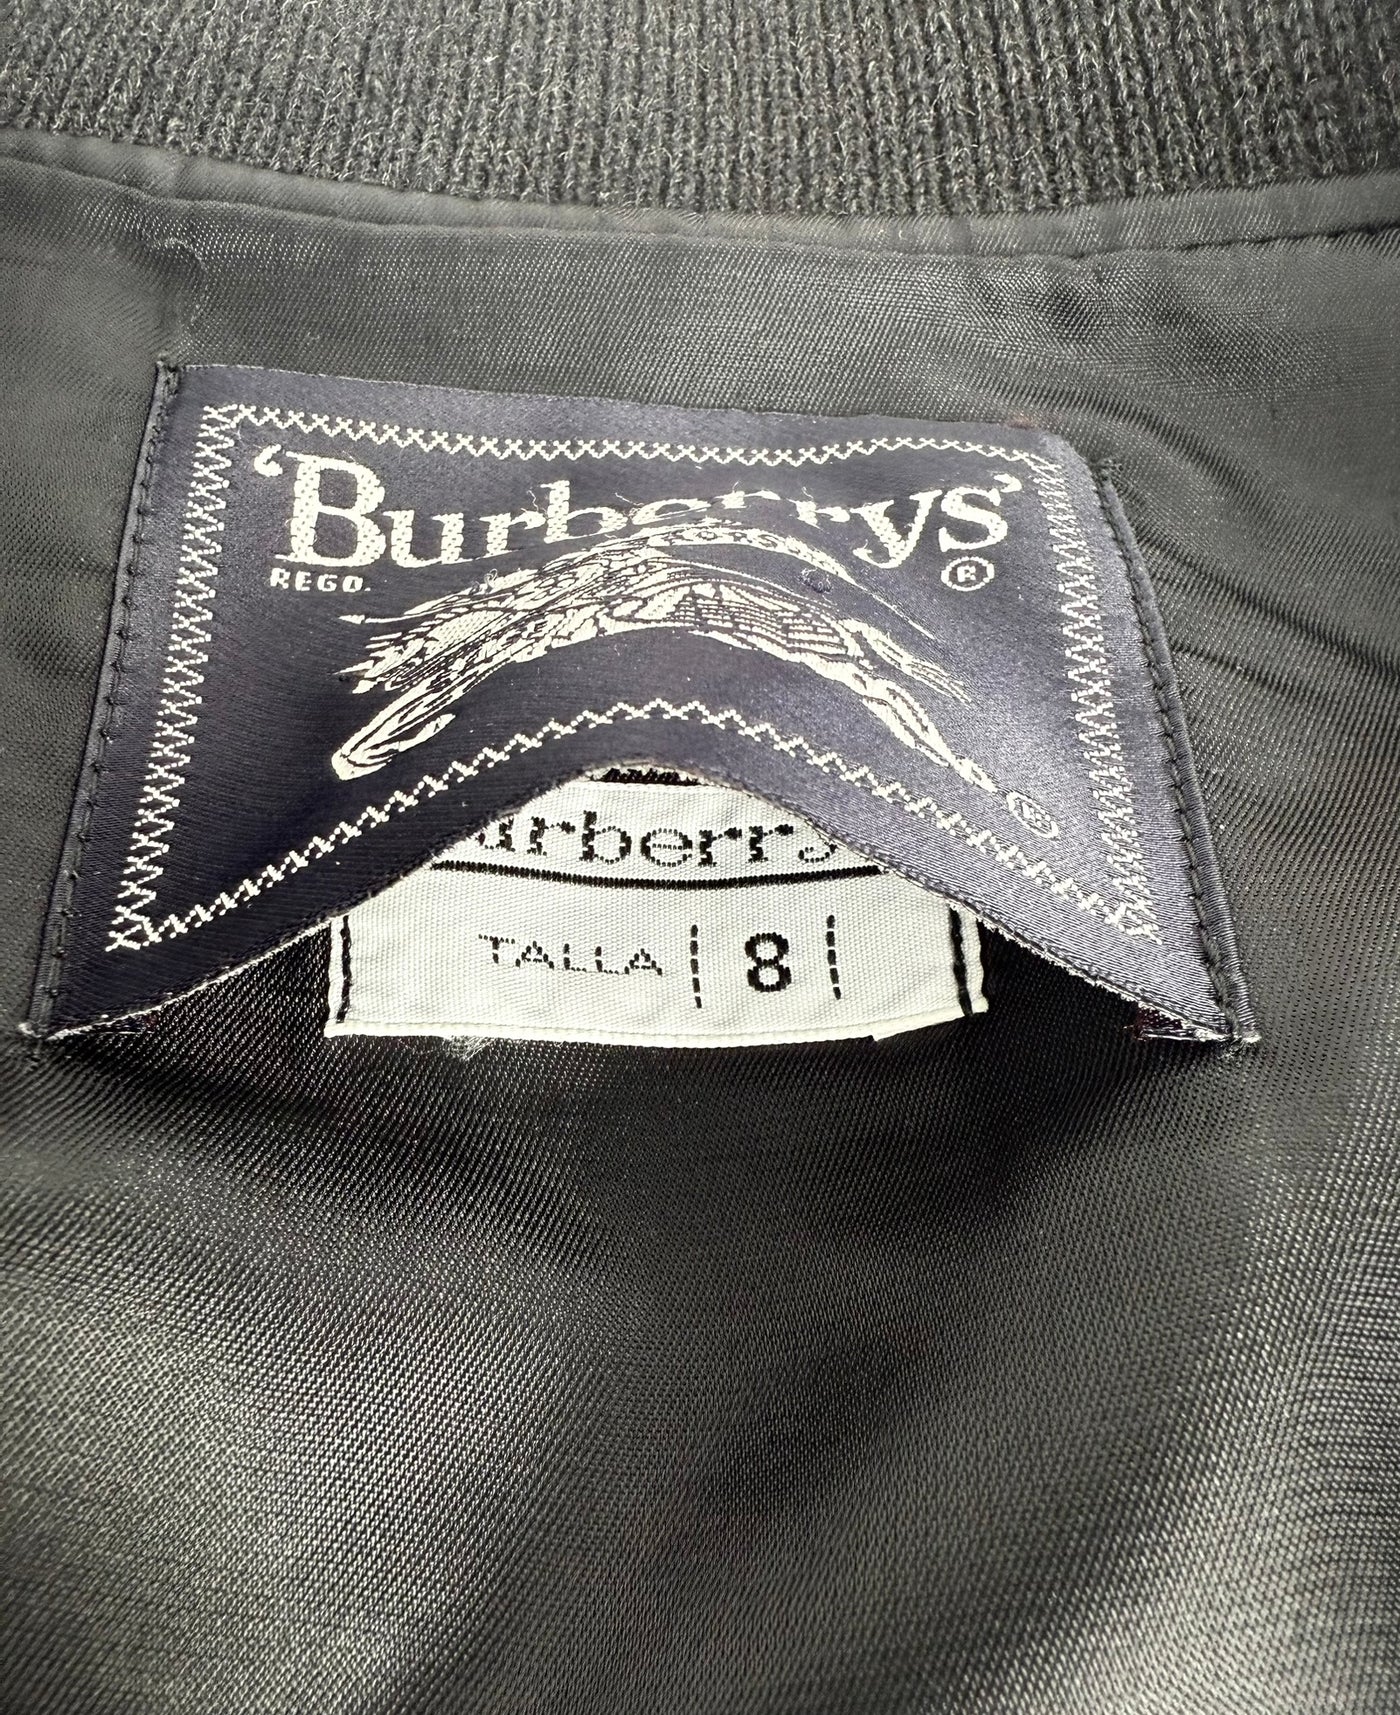 'Burberrys'
REGD. ®
®
urberry
TALLA | 8 |